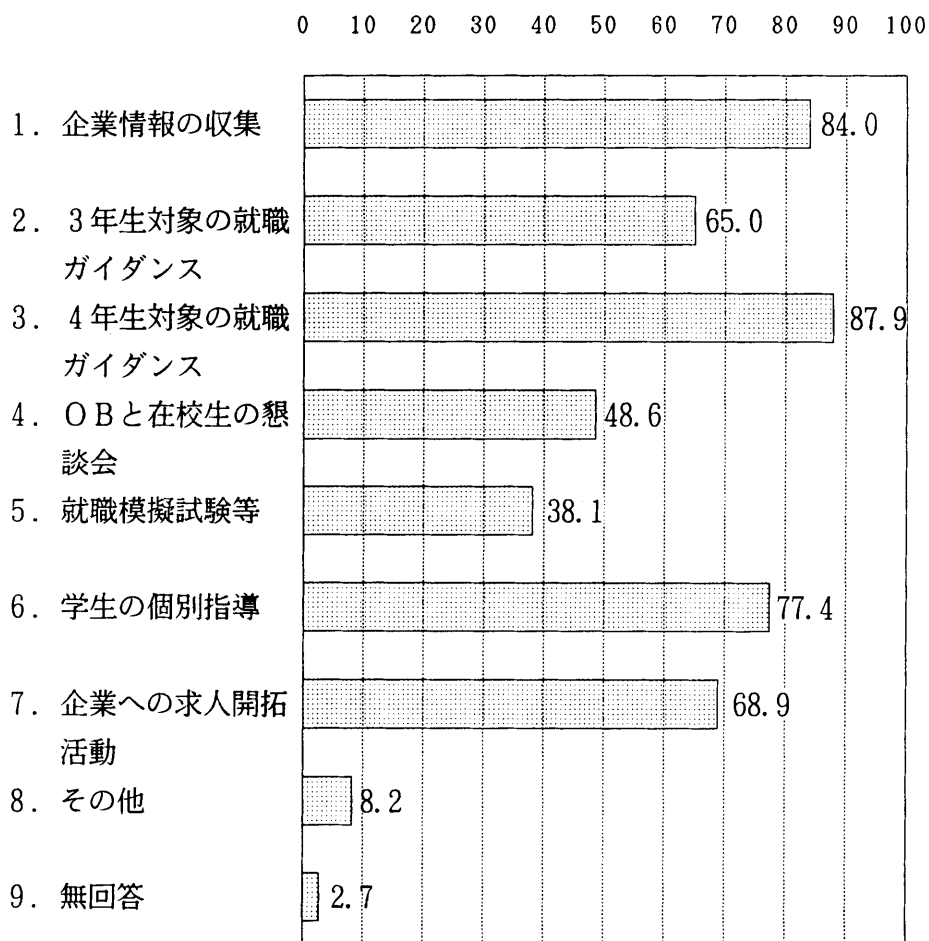 0 10 20 30 40 50 60 70 80 90 100
1. 企業情報の収集 84.0
2. 3年生対象の就職 65.0
ガイダンス
3. 4年生対象の就職 87.9
ガイダンス
4. OBと在校生の懇 48.6
談会
5. 就職模擬試験等 38.1
6. 学生の個別指導 77.4
7. 企業への求人開拓 68.9
活動
8. その他 8.2
9. 無回答 2.7